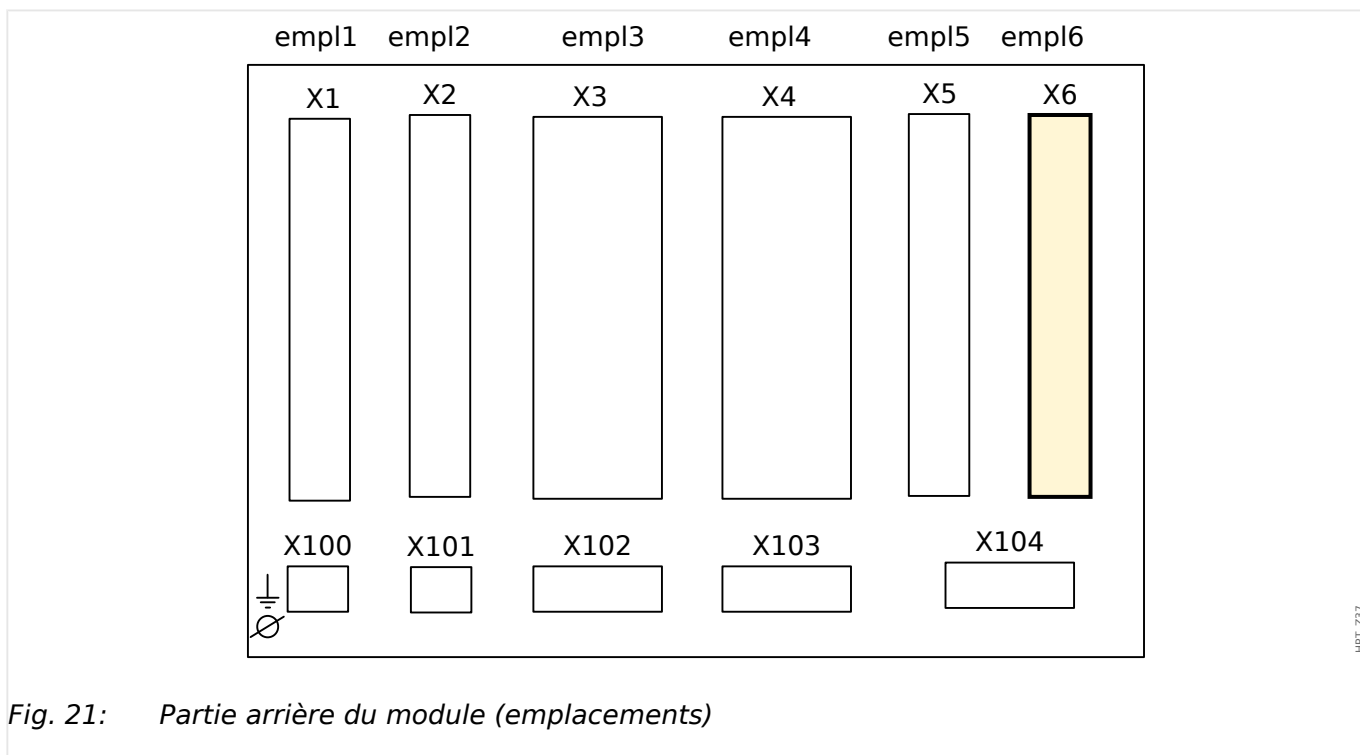 empl1 empl2 empl3 empl4 empl5 empl6
X1 X2 X3 X4 X5 X6
X100 X101 X102 X103 X104
Fig. 21: Partie arrière du module (emplacements)